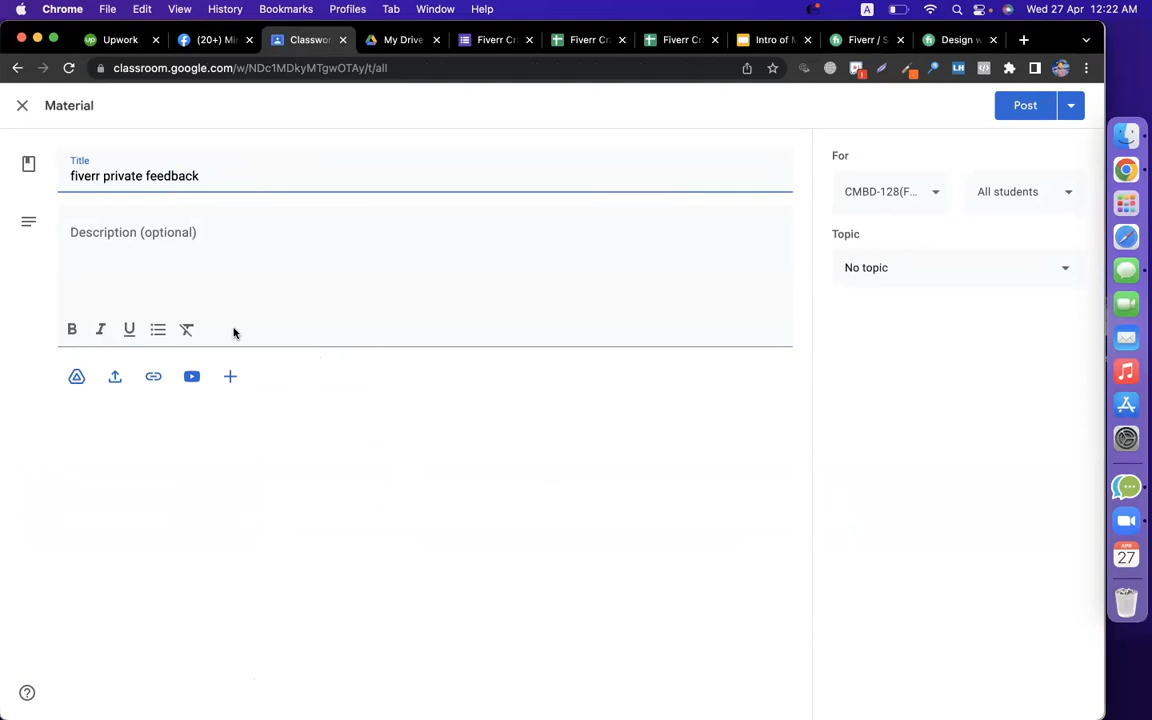 Chrome File Edit View History Bookmarks Profiles Tab Window Help A Wed 27 Apr 12:22 AM
Upwork (20+) Mi Classwor My Drive Fiverr Cr Fiverr Cr Fiverr Cr Intro of M Fiverr / S Design w
classroom.google.com/w/NDc1MDkyMTgwOTAy/t/all
Material
Post
Title
fiverr private feedback
Description (optional)
B I U
For
CMBD-128(F... All students
Topic
No topic
APR
27